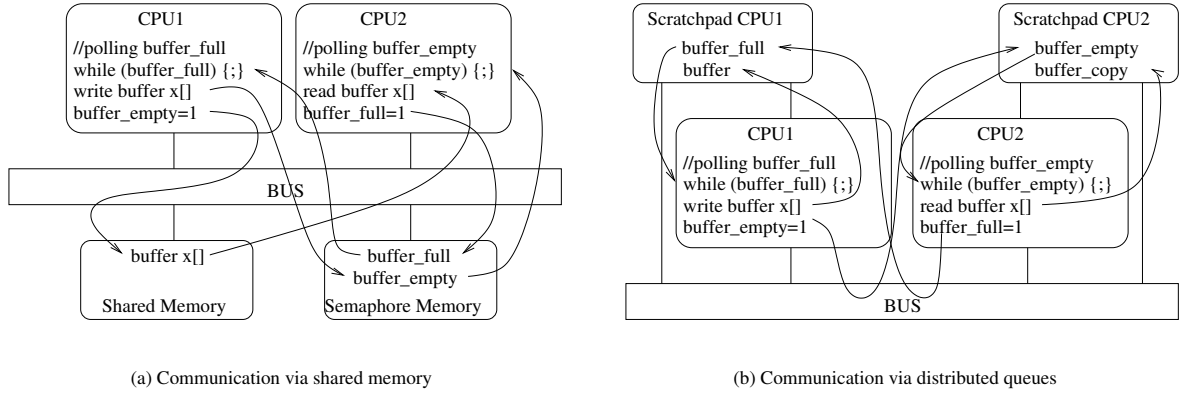 CPU1
//polling buffer_full
while (buffer_full) {;}
write buffer x[]
buffer_empty=1
CPU2
//polling buffer_empty
while (buffer_empty) {;}
read buffer x[]
buffer_full=1
BUS
buffer x[]
Shared Memory
buffer_full
buffer_empty
Semaphore Memory
(a) Communication via shared memory
Scratchpad CPU1
buffer_full
buffer
Scratchpad CPU2
buffer_empty
buffer_copy
CPU1
//polling buffer_full
while (buffer_full) {;}
write buffer x[]
buffer_empty=1
CPU2
//polling buffer_empty
while (buffer_empty) {;}
read buffer x[]
buffer_full=1
BUS
(b) Communication via distributed queues